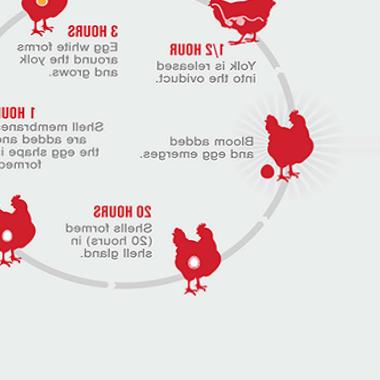 3 HOURS
Egg white forms
around the yolk
and grows.
1/2 HOUR
Yolk is released
into the oviduct.
1 HOUR
Shell membranes
are added and
the egg shape is
formed
Bloom added
and egg emerges.
20 HOURS
Shells formed
(20 hours) in
shell gland.